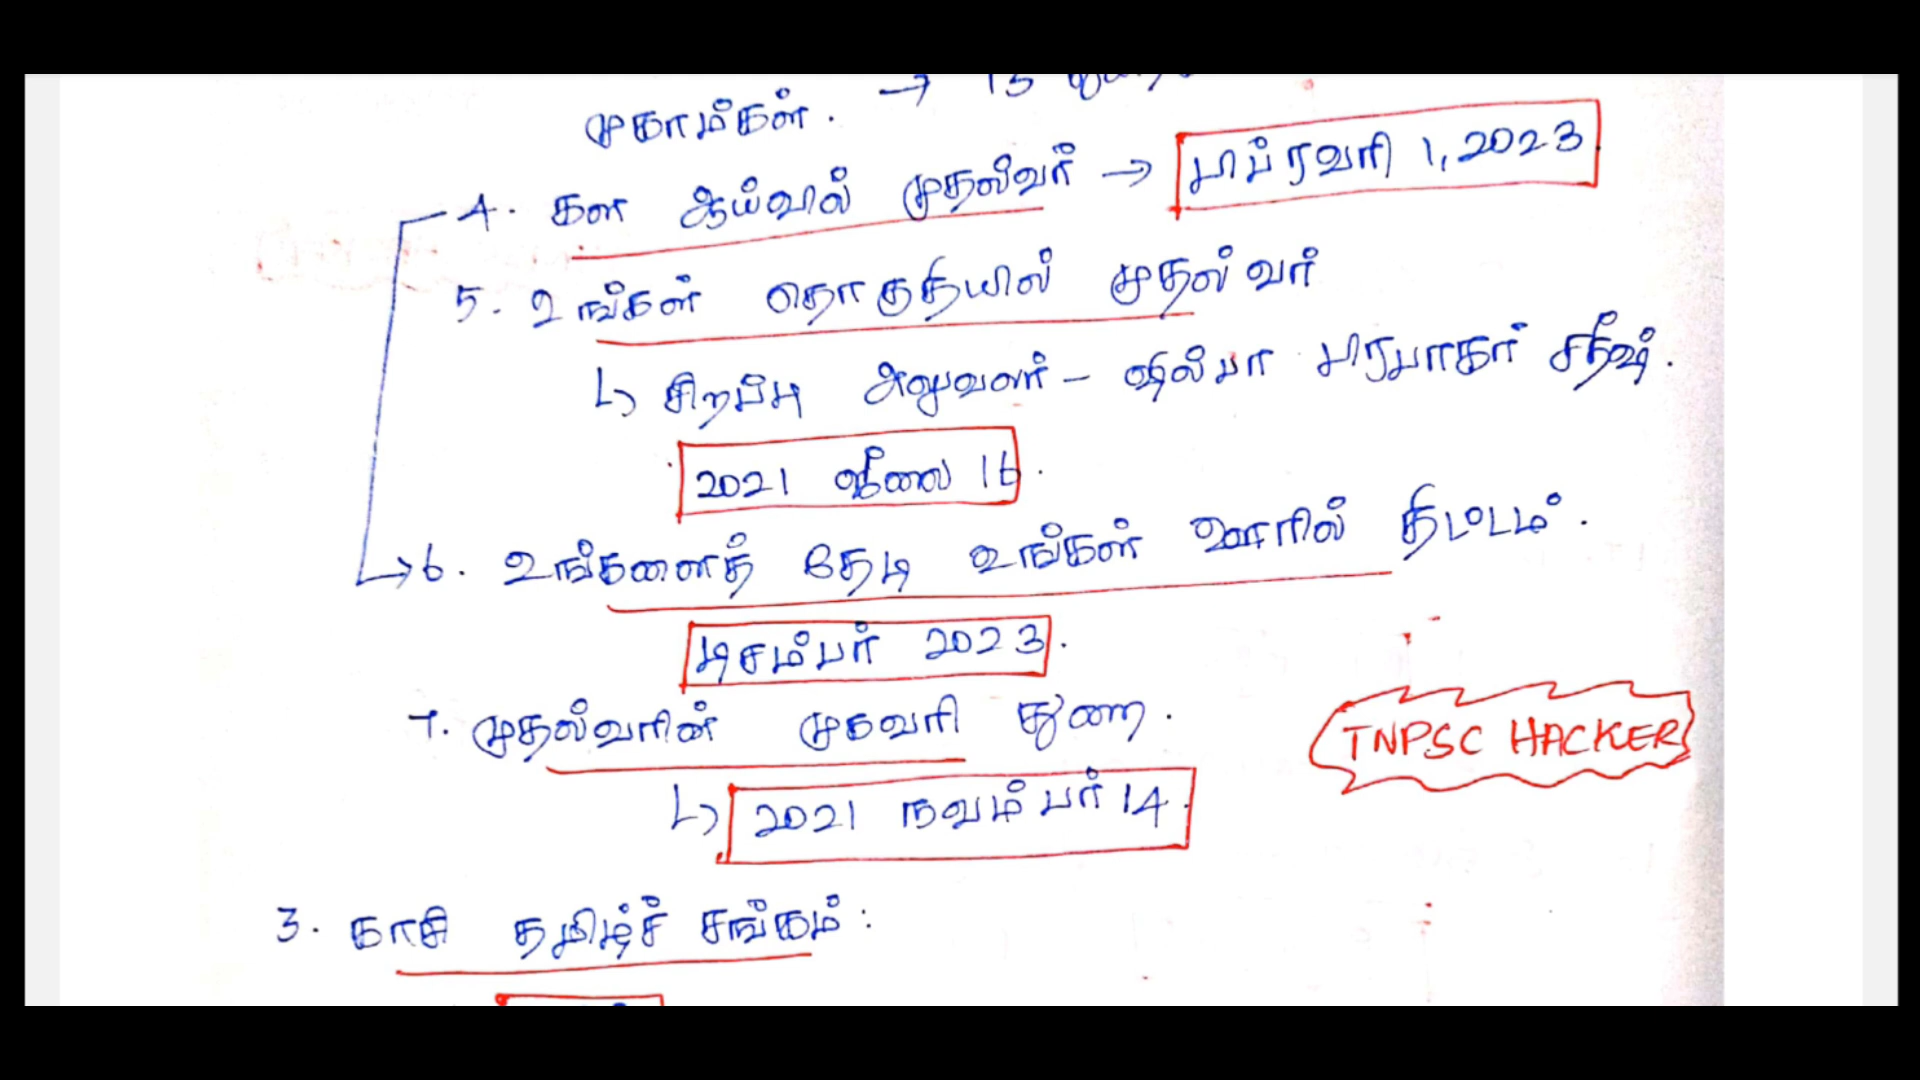 முகாம்கள். → 15
4. கள ஆய்வில் முதல்வர் → பிப்ரவரி 1, 2023
5. உங்கள் தொகுதியில் முதல்வர்
↳ சிறப்பு அலுவலர் – ஷில்பா பிரபாகர் சதீஷ்.
2021 ஜூலை 16.
→ 6. உங்களைத் தேடி உங்கள் ஊரில் திட்டம்.
டிசம்பர் 2023.
7. முதல்வரின் முகவரி துறை.
↳ 2021 நவம்பர் 14.
TNPSC HACKER
3. காசி தமிழ்ச் சங்கம் :